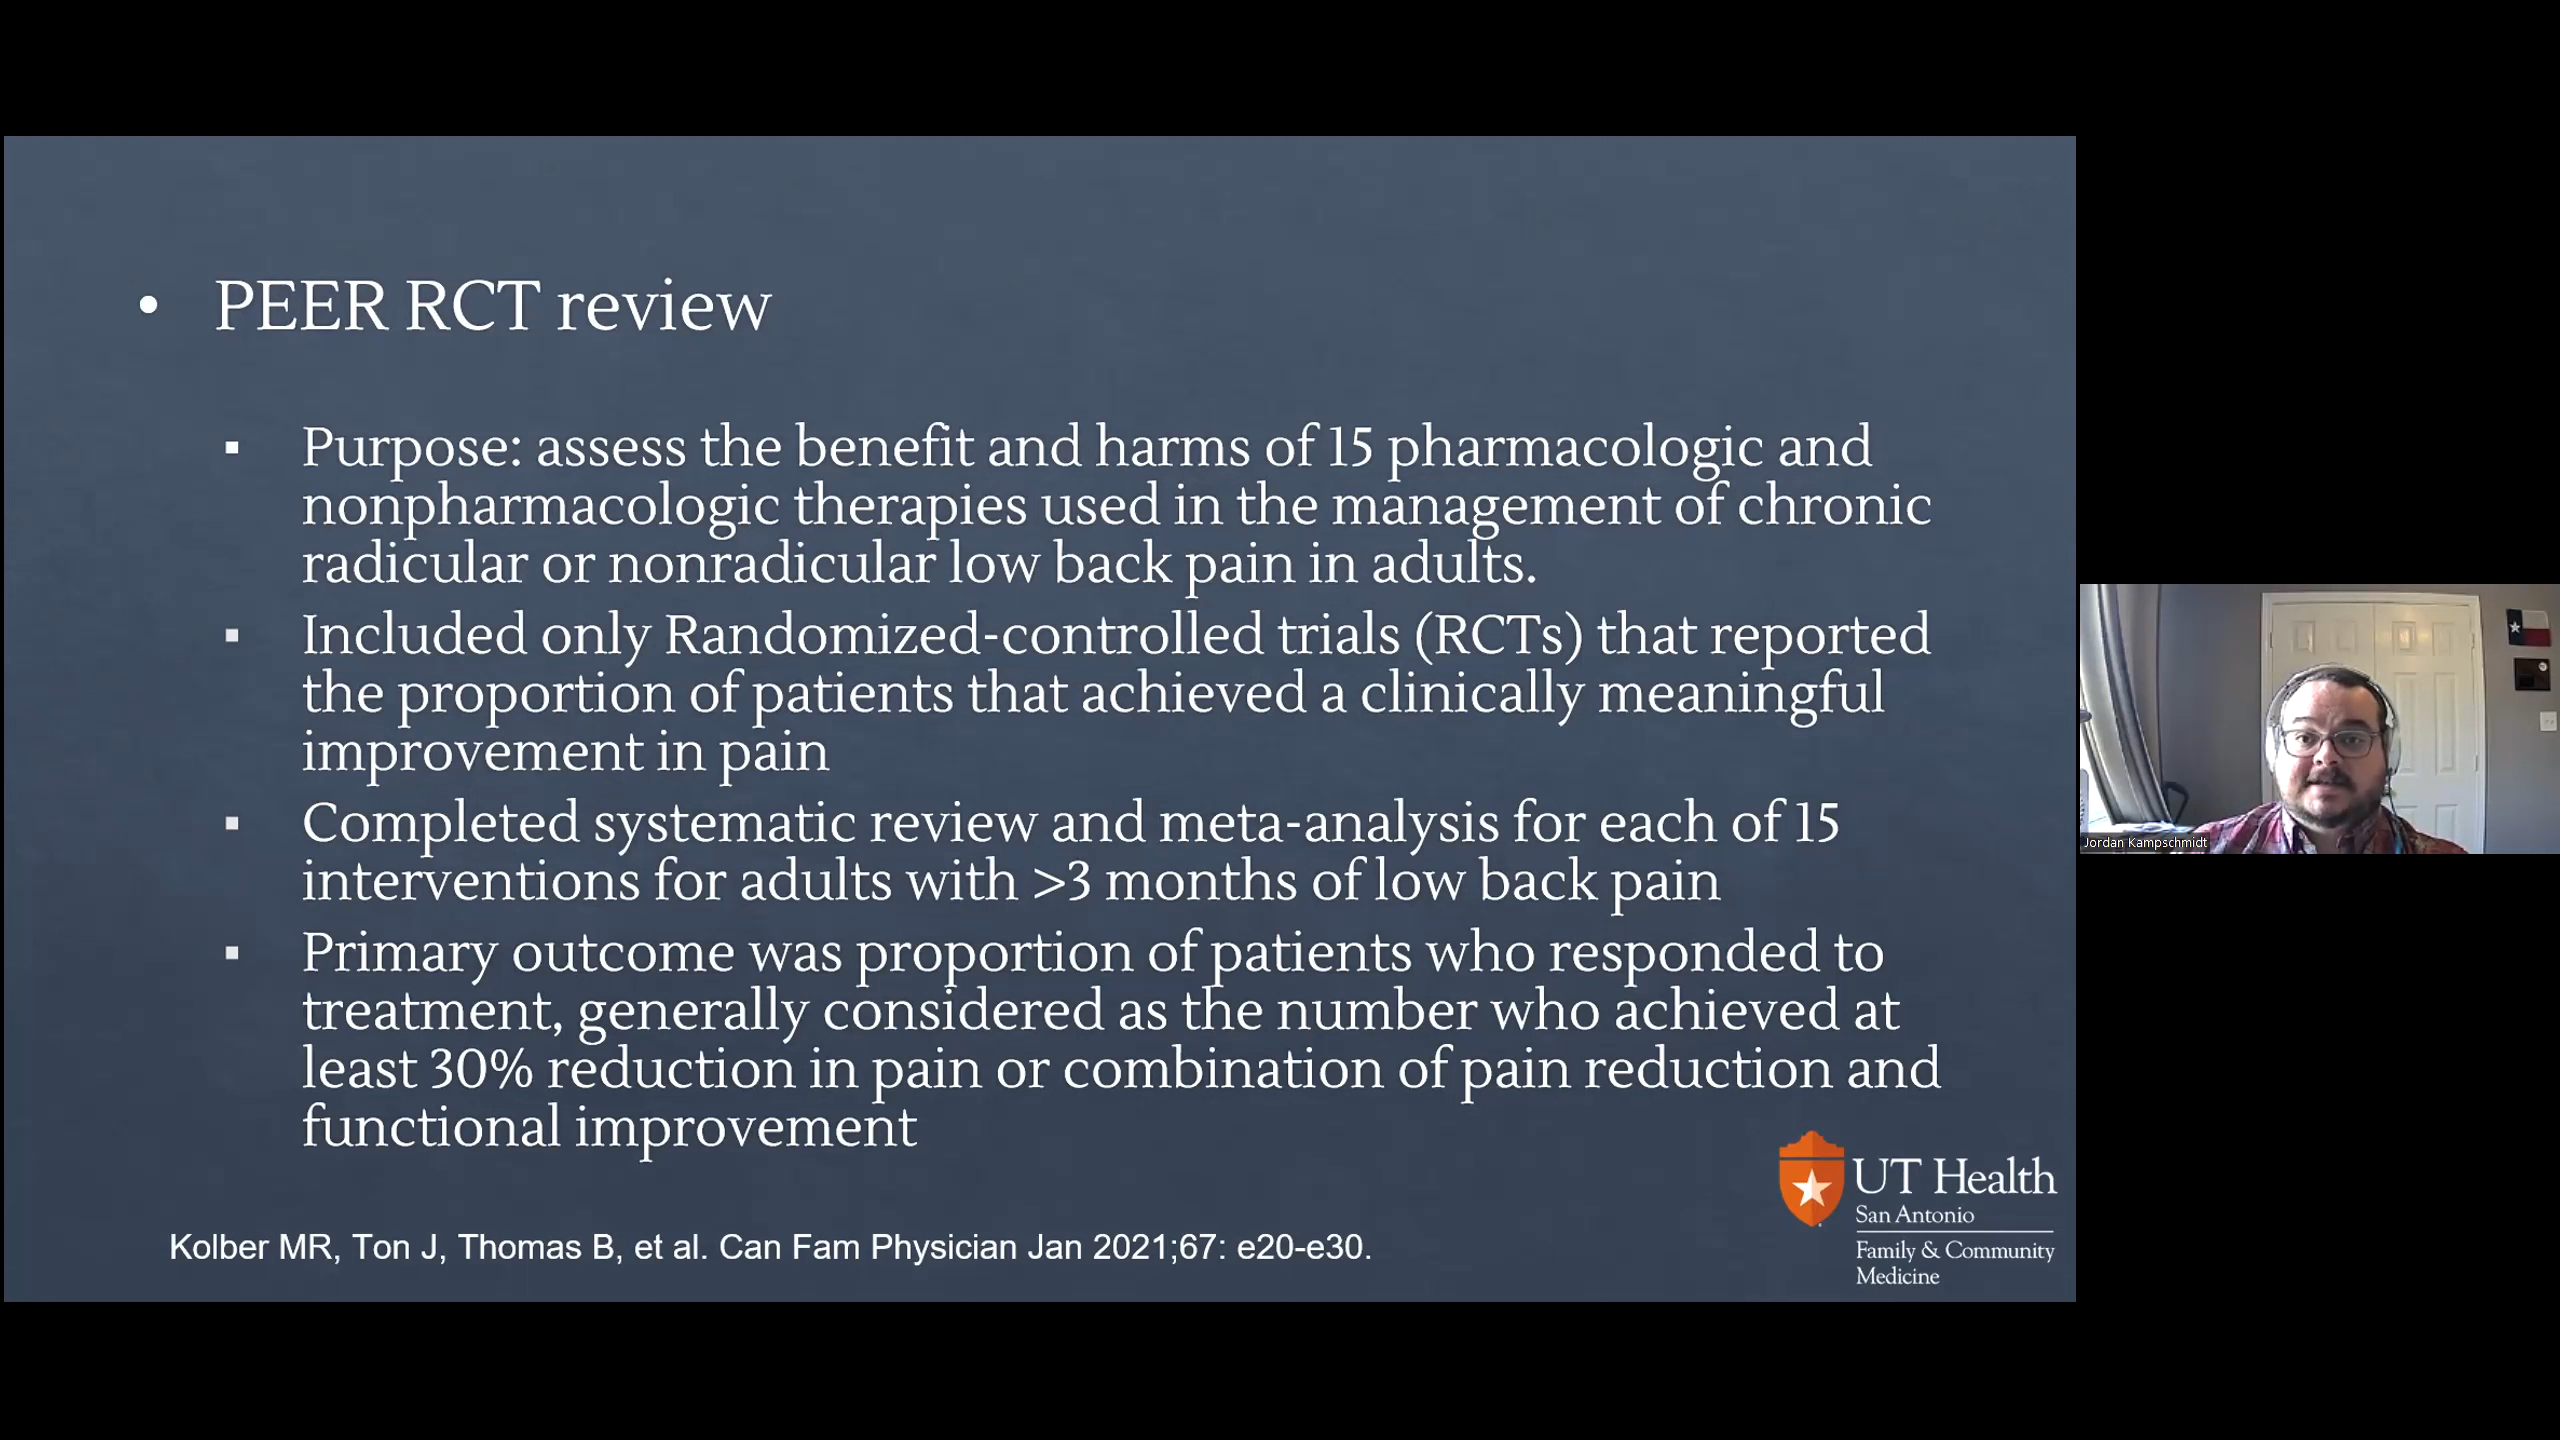 • PEER RCT review
▪ Purpose: assess the benefit and harms of 15 pharmacologic and
nonpharmacologic therapies used in the management of chronic
radicular or nonradicular low back pain in adults.
▪ Included only Randomized-controlled trials (RCTs) that reported
the proportion of patients that achieved a clinically meaningful
improvement in pain
▪ Completed systematic review and meta-analysis for each of 15
interventions for adults with >3 months of low back pain
▪ Primary outcome was proportion of patients who responded to
treatment, generally considered as the number who achieved at
least 30% reduction in pain or combination of pain reduction and
functional improvement
Kolber MR, Ton J, Thomas B, et al. Can Fam Physician Jan 2021;67: e20-e30.
UT Health
San Antonio
Family & Community
Medicine
Jordan Kampschmidt